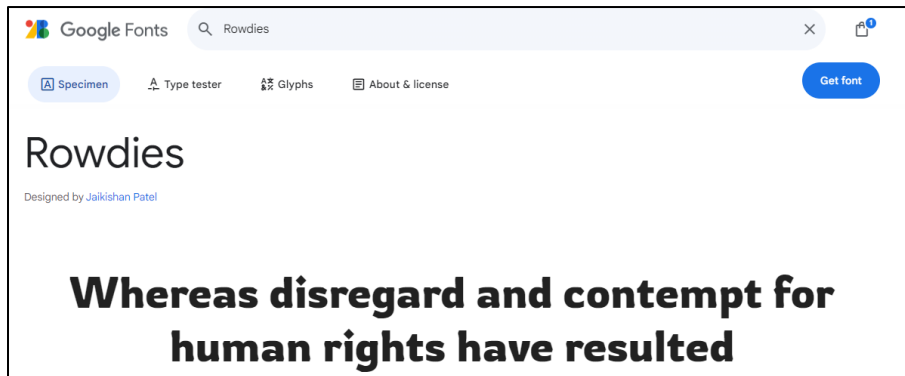 Google Fonts Rowdies 1
Specimen Type tester Glyphs About & license Get font
Rowdies
Designed by Jaikishan Patel
Whereas disregard and contempt for
human rights have resulted